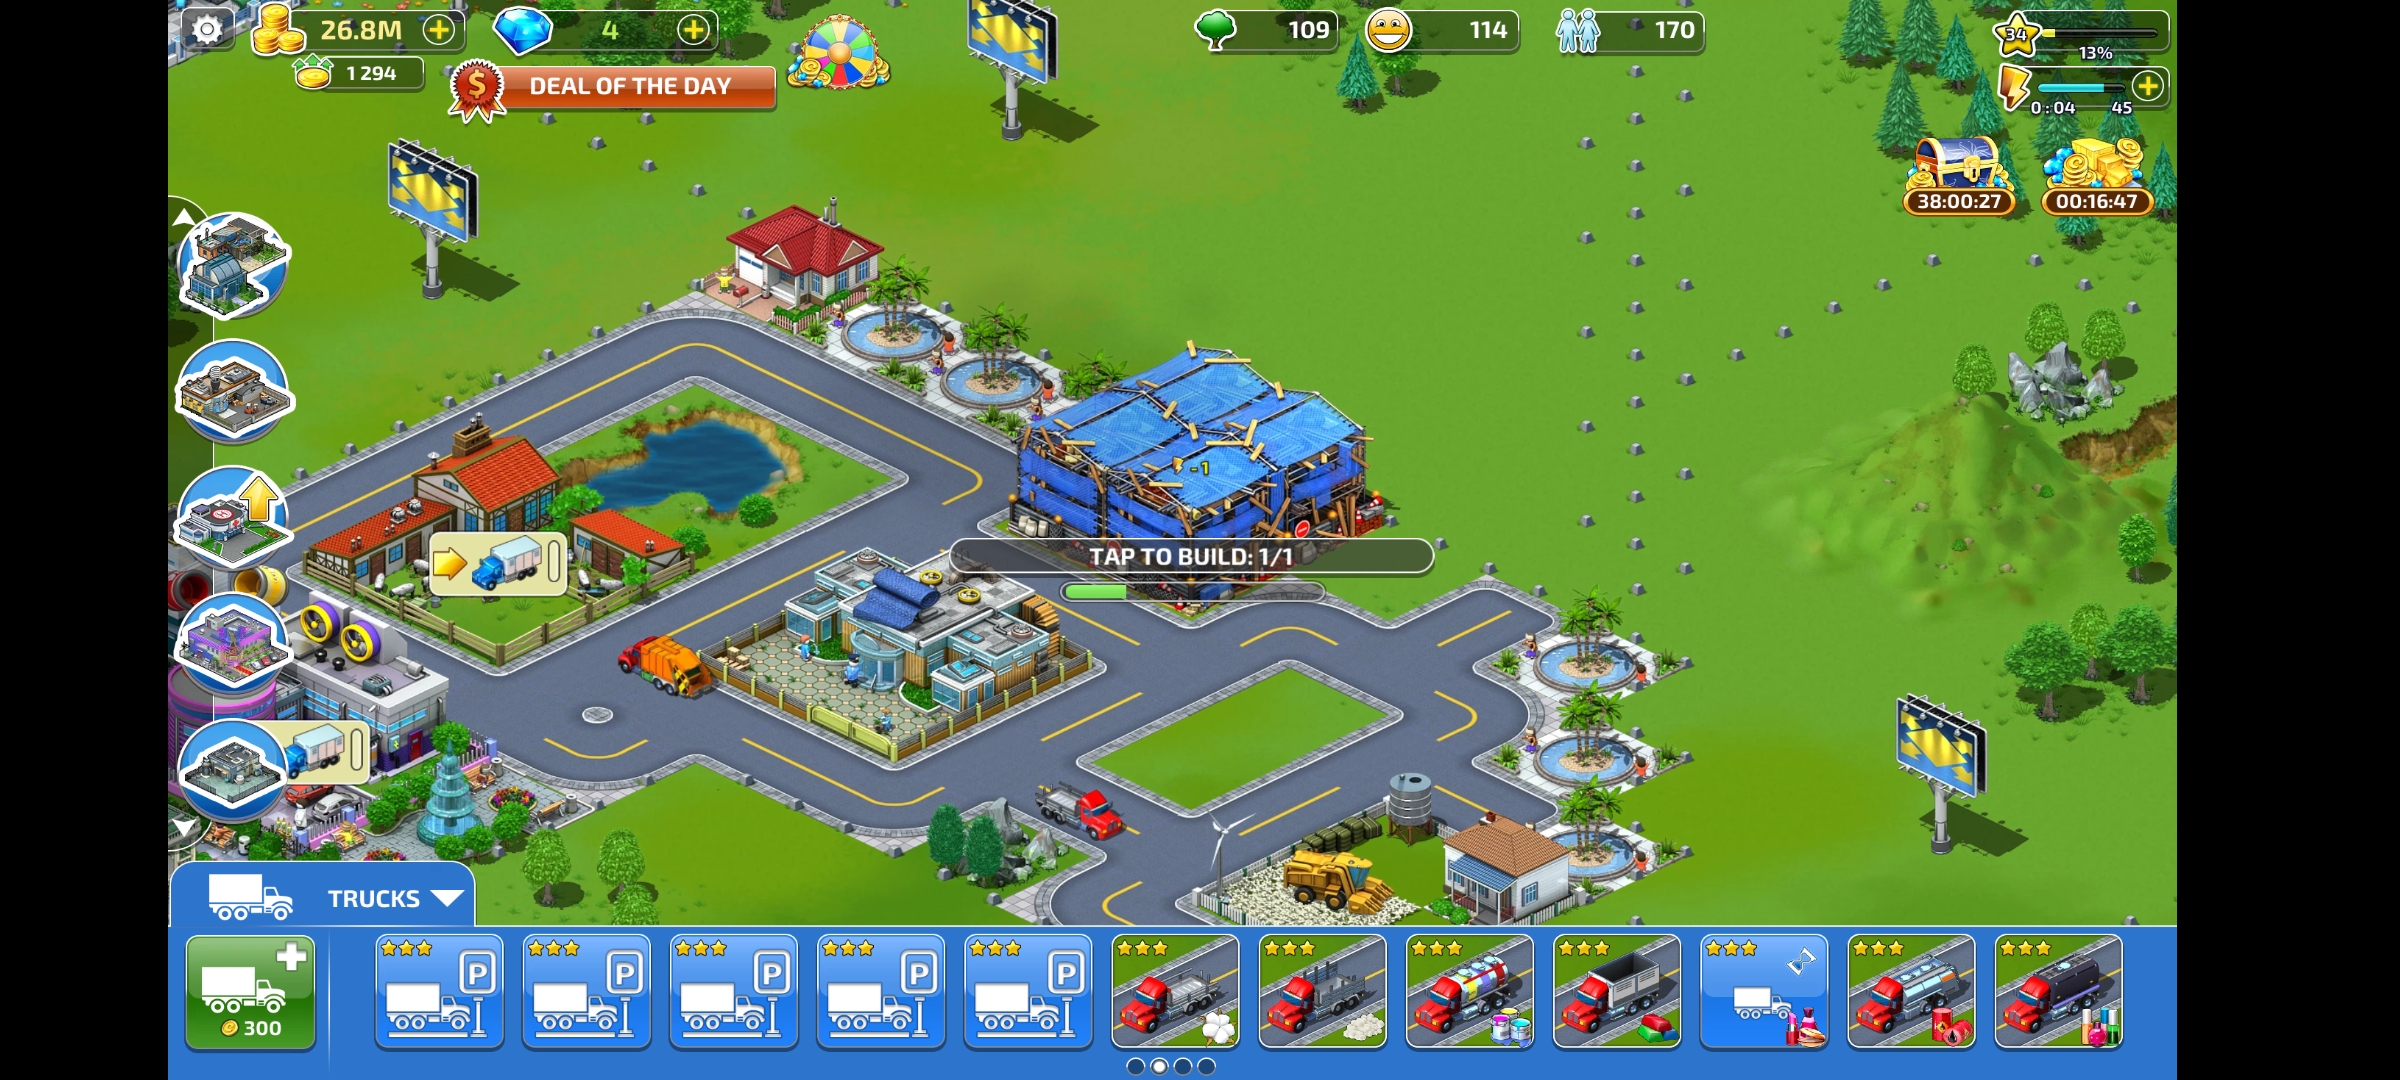 26.8M
4
109
114
170
34
13%
1 294
DEAL OF THE DAY
0:04
45
38:00:27
00:16:47
-1
TAP TO BUILD: 1/1
TRUCKS
300
P
P
P
P
P